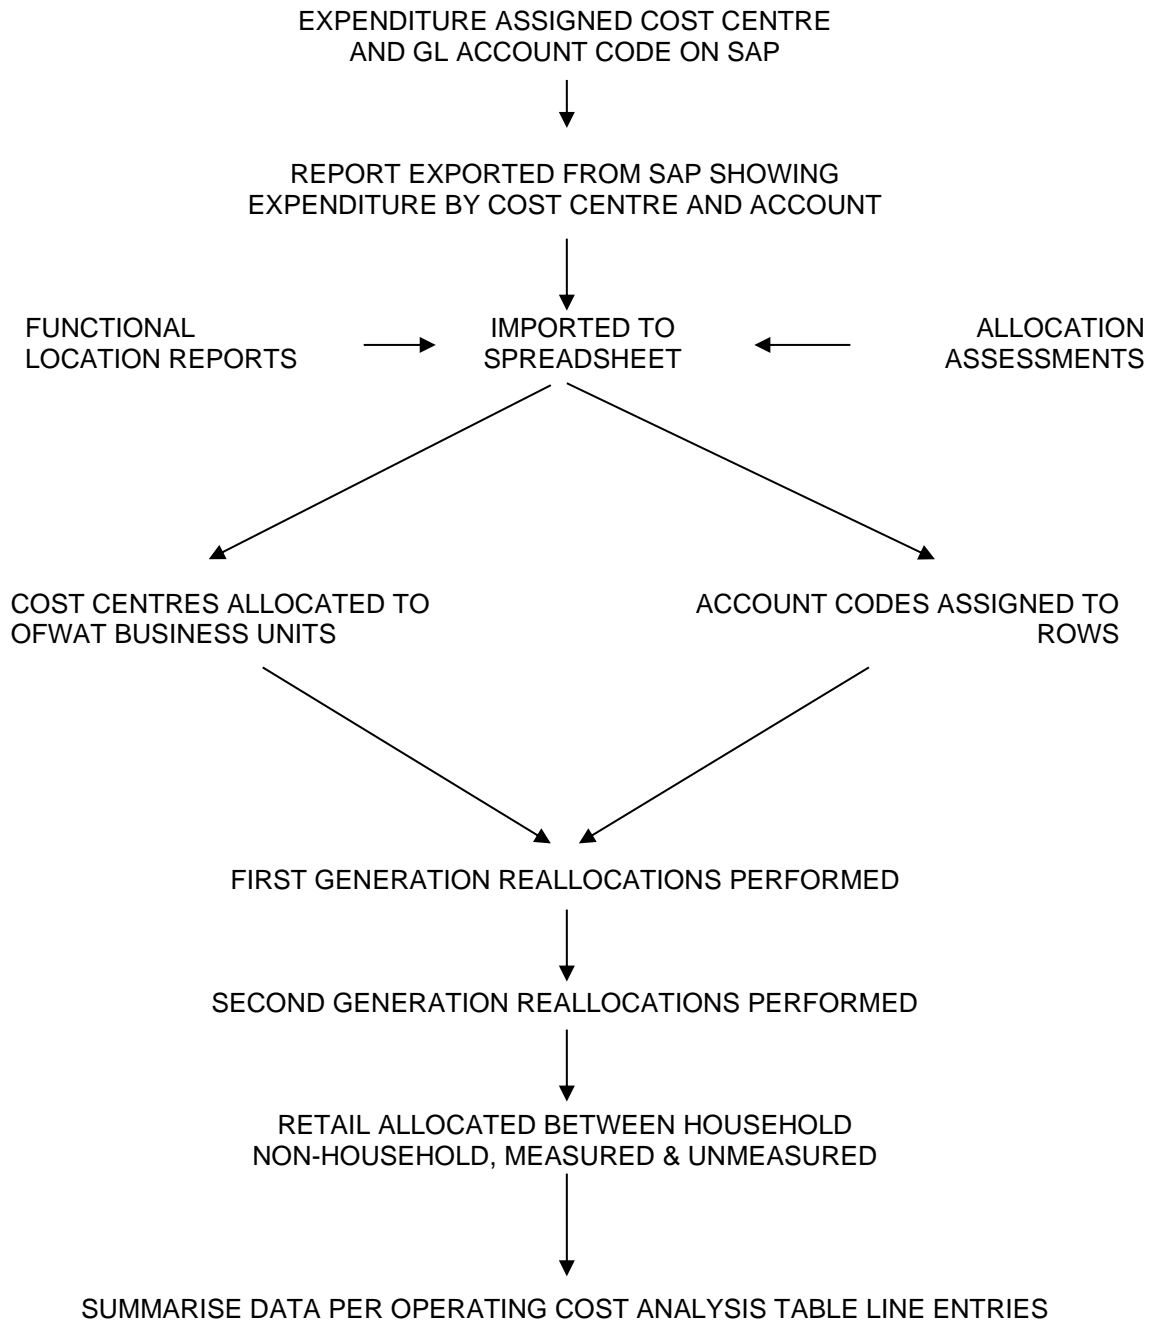 EXPENDITURE ASSIGNED COST CENTRE
AND GL ACCOUNT CODE ON SAP
REPORT EXPORTED FROM SAP SHOWING
EXPENDITURE BY COST CENTRE AND ACCOUNT
FUNCTIONAL
LOCATION REPORTS
IMPORTED TO
SPREADSHEET
ALLOCATION
ASSESSMENTS
COST CENTRES ALLOCATED TO
OFWAT BUSINESS UNITS
ACCOUNT CODES ASSIGNED TO
ROWS
FIRST GENERATION REALLOCATIONS PERFORMED
SECOND GENERATION REALLOCATIONS PERFORMED
RETAIL ALLOCATED BETWEEN HOUSEHOLD
NON-HOUSEHOLD, MEASURED & UNMEASURED
SUMMARISE DATA PER OPERATING COST ANALYSIS TABLE LINE ENTRIES